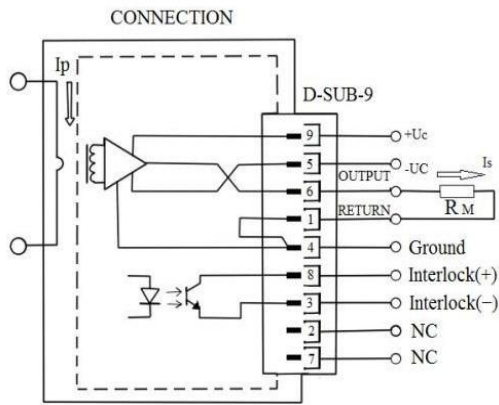 CONNECTION
Ip
D-SUB-9
9 +Uc
5 -UC
Is
6 OUTPUT
RM
1 RETURN
4 Ground
8 Interlock(+)
3 Interlock(−)
2 NC
7 NC